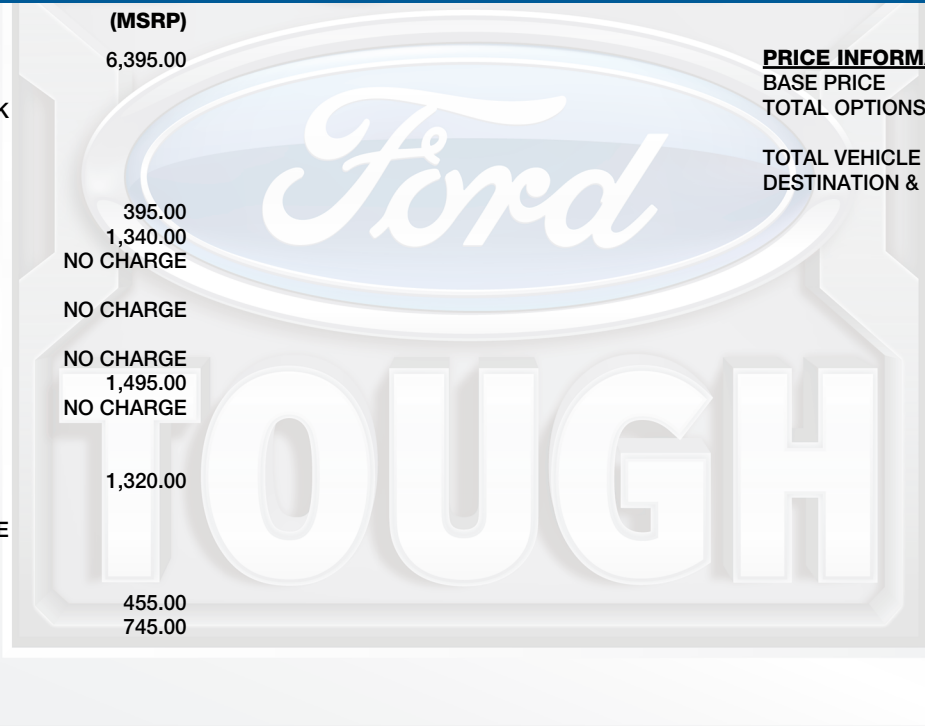 (MSRP)
6,395.00
K
395.00
1,340.00
NO CHARGE
NO CHARGE
NO CHARGE
1,495.00
NO CHARGE
1,320.00
E
455.00
745.00
PRICE INFORMA
BASE PRICE
TOTAL OPTIONS
TOTAL VEHICLE
DESTINATION &
Ford
TOUGH